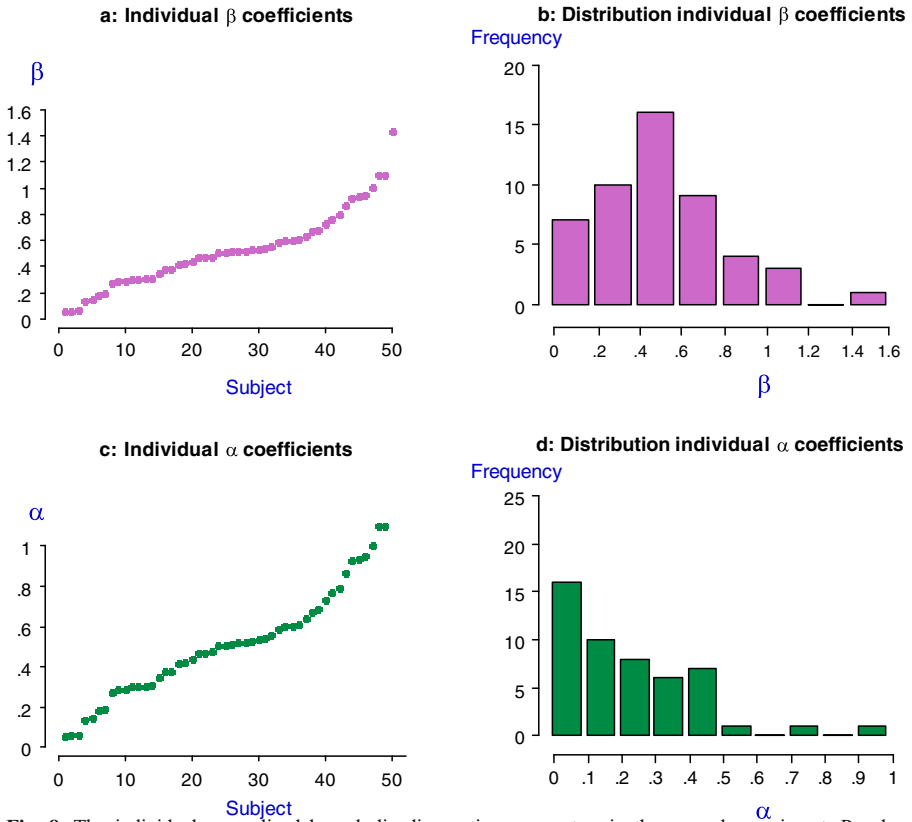 a: Individual β coefficients
β
1.6
1.4
1.2
1
.8
.6
.4
.2
0
0 10 20 30 40 50
Subject
b: Distribution individual β coefficients
Frequency
20
15
10
5
0
0 .2 .4 .6 .8 1 1.2 1.4 1.6
β
c: Individual α coefficients
α
1
.8
.6
.4
.2
0
0 10 20 30 40 50
Subject
d: Distribution individual α coefficients
Frequency
25
20
15
10
5
0
0 .1 .2 .3 .4 .5 .6 .7 .8 .9 1
α